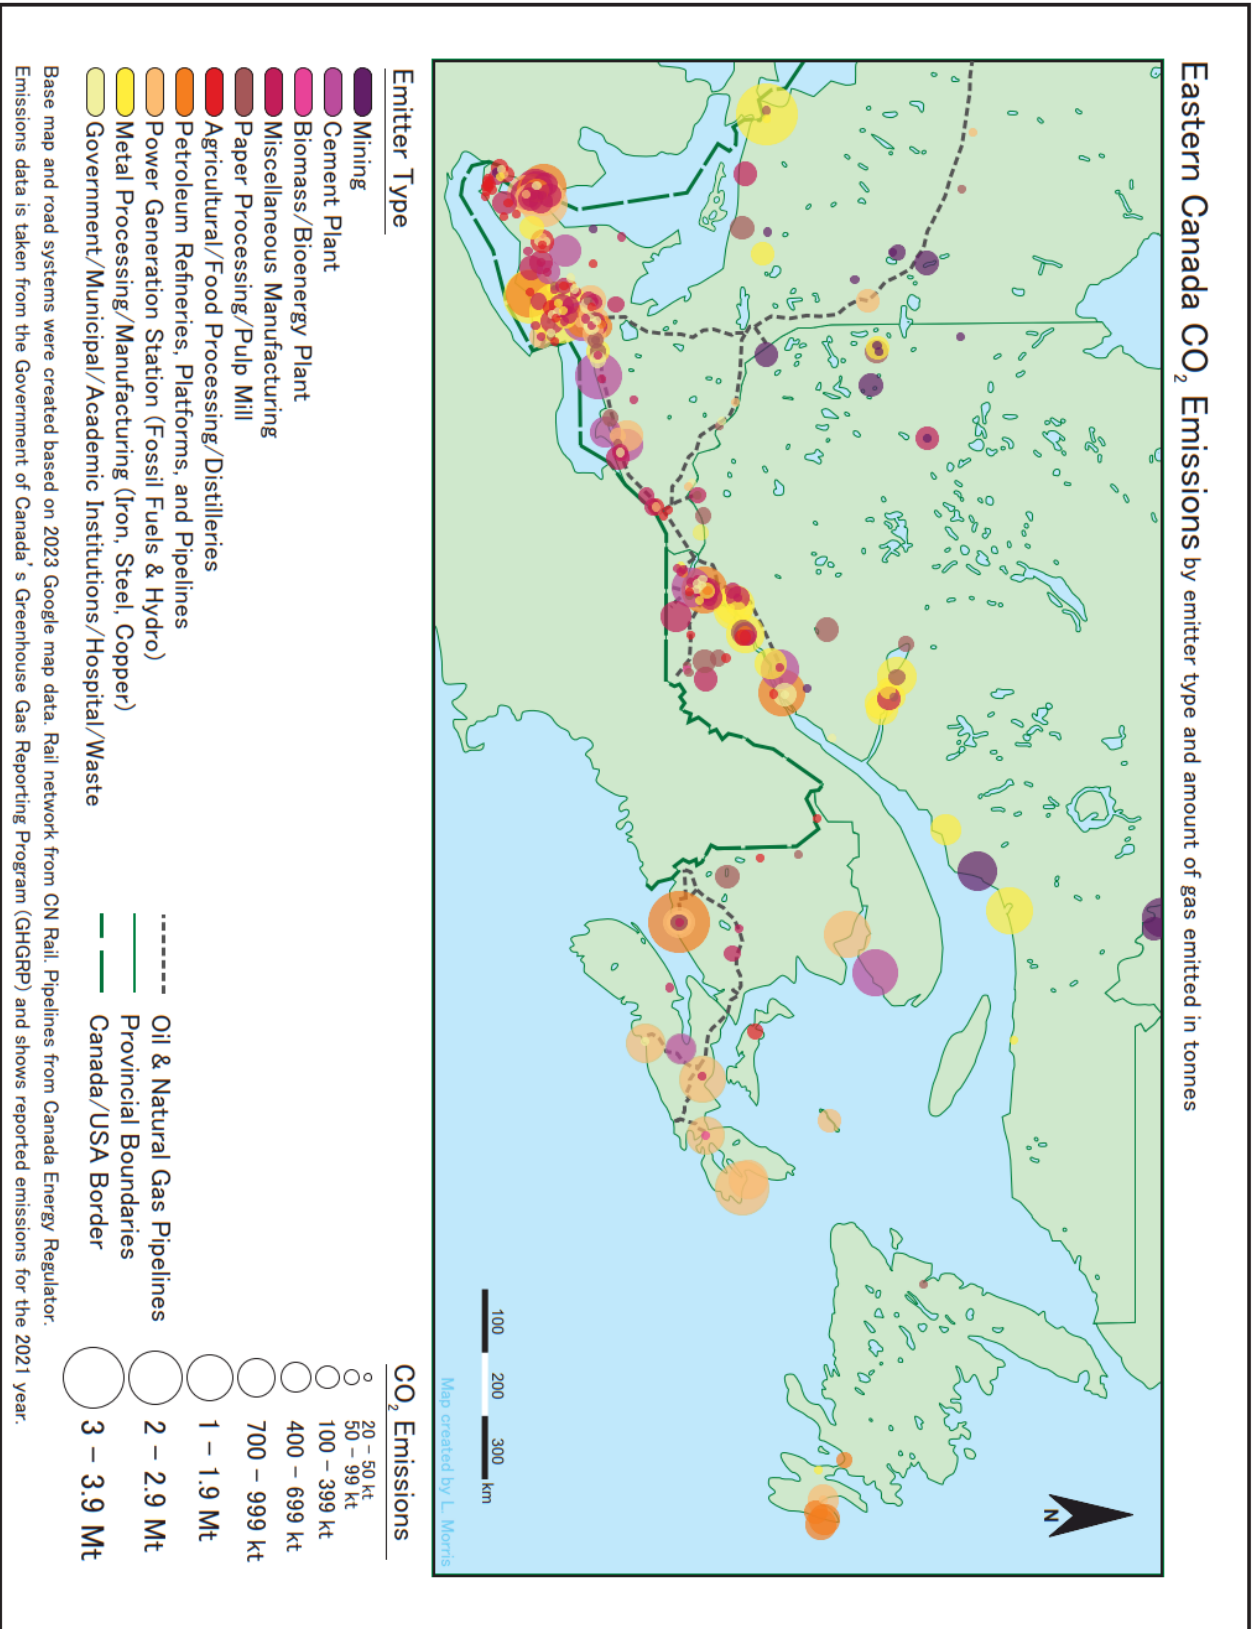 Eastern Canada CO₂ Emissions by emitter type and amount of gas emitted in tonnes
N
100 200 300 km
Map created by L. Morris
Emitter Type
Mining
Cement Plant
Biomass/Bioenergy Plant
Miscellaneous Manufacturing
Paper Processing/Pulp Mill
Agricultural/Food Processing/Distilleries
Petroleum Refineries, Platforms, and Pipelines
Power Generation Station (Fossil Fuels & Hydro)
Metal Processing/Manufacturing (Iron, Steel, Copper)
Government/Municipal/Academic Institutions/Hospital/Waste
Oil & Natural Gas Pipelines
Provincial Boundaries
Canada/USA Border
CO₂ Emissions
20 – 50 kt
50 – 99 kt
100 – 399 kt
400 – 699 kt
700 – 999 kt
1 – 1.9 Mt
2 – 2.9 Mt
3 – 3.9 Mt
Base map and road systems were created based on 2023 Google map data. Rail network from CN Rail. Pipelines from Canada Energy Regulator.
Emissions data is taken from the Government of Canada's Greenhouse Gas Reporting Program (GHGRP) and shows reported emissions for the 2021 year.